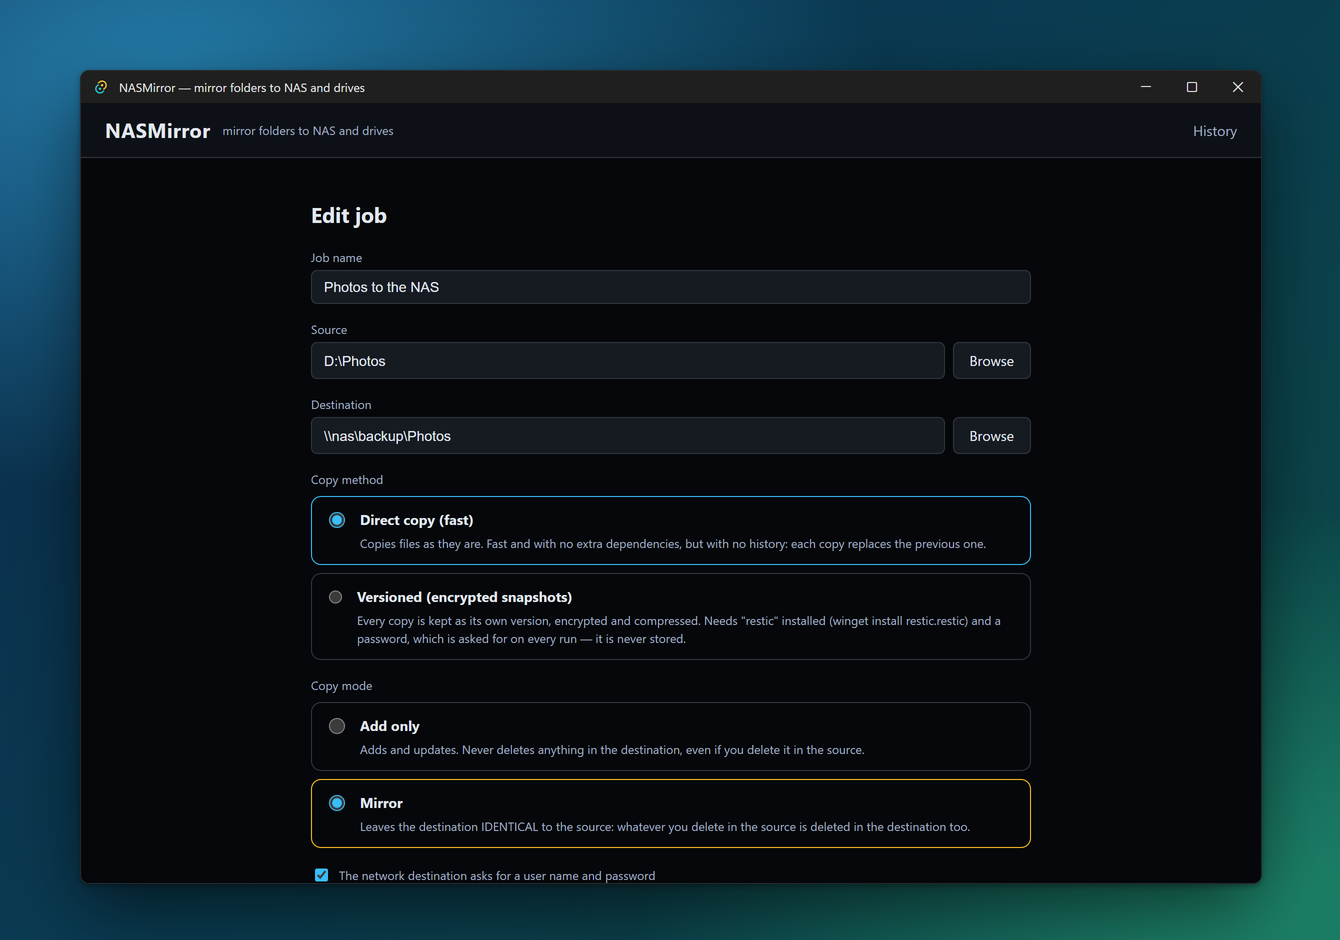 NASMirror — mirror folders to NAS and drives
NASMirror mirror folders to NAS and drives History
Edit job
Job name
Photos to the NAS
Source
D:\Photos Browse
Destination
\\nas\backup\Photos Browse
Copy method
Direct copy (fast)
Copies files as they are. Fast and with no extra dependencies, but with no history: each copy replaces the previous one.
Versioned (encrypted snapshots)
Every copy is kept as its own version, encrypted and compressed. Needs "restic" installed (winget install restic.restic) and a
password, which is asked for on every run — it is never stored.
Copy mode
Add only
Adds and updates. Never deletes anything in the destination, even if you delete it in the source.
Mirror
Leaves the destination IDENTICAL to the source: whatever you delete in the source is deleted in the destination too.
The network destination asks for a user name and password